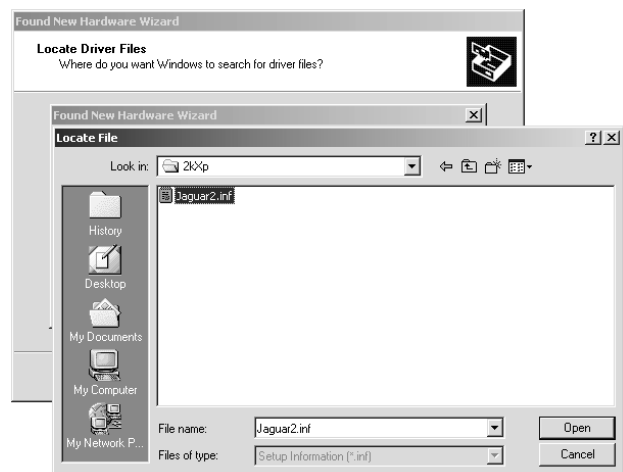 Found New Hardware Wizard
Locate Driver Files
Where do you want Windows to search for driver files?
Found New Hardware Wizard
Locate File
Look in:
2kXp
Jaguar2.inf
History
Desktop
My Documents
My Computer
My Network P...
File name:
Jaguar2.inf
Open
Files of type:
Setup Information (*.inf)
Cancel